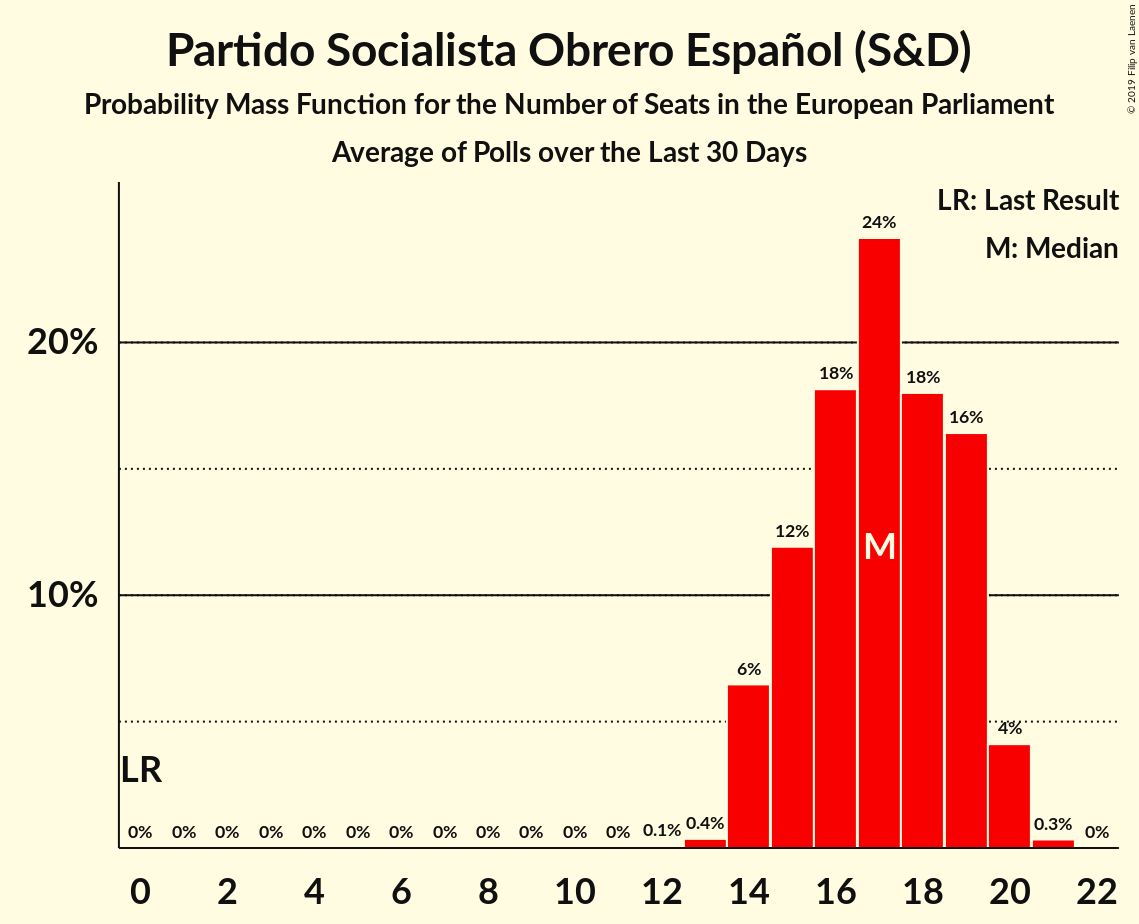 Partido Socialista Obrero Español (S&D)
Probability Mass Function for the Number of Seats in the European Parliament
Average of Polls over the Last 30 Days
© 2019 Filip van Laenen
LR: Last Result
M: Median
24%
20%
18%
18%
16%
12%
M
10%
6%
4%
LR
0% 0% 0% 0% 0% 0% 0% 0% 0% 0% 0% 0% 0.1% 0.4% 0.3% 0%
0 2 4 6 8 10 12 14 16 18 20 22